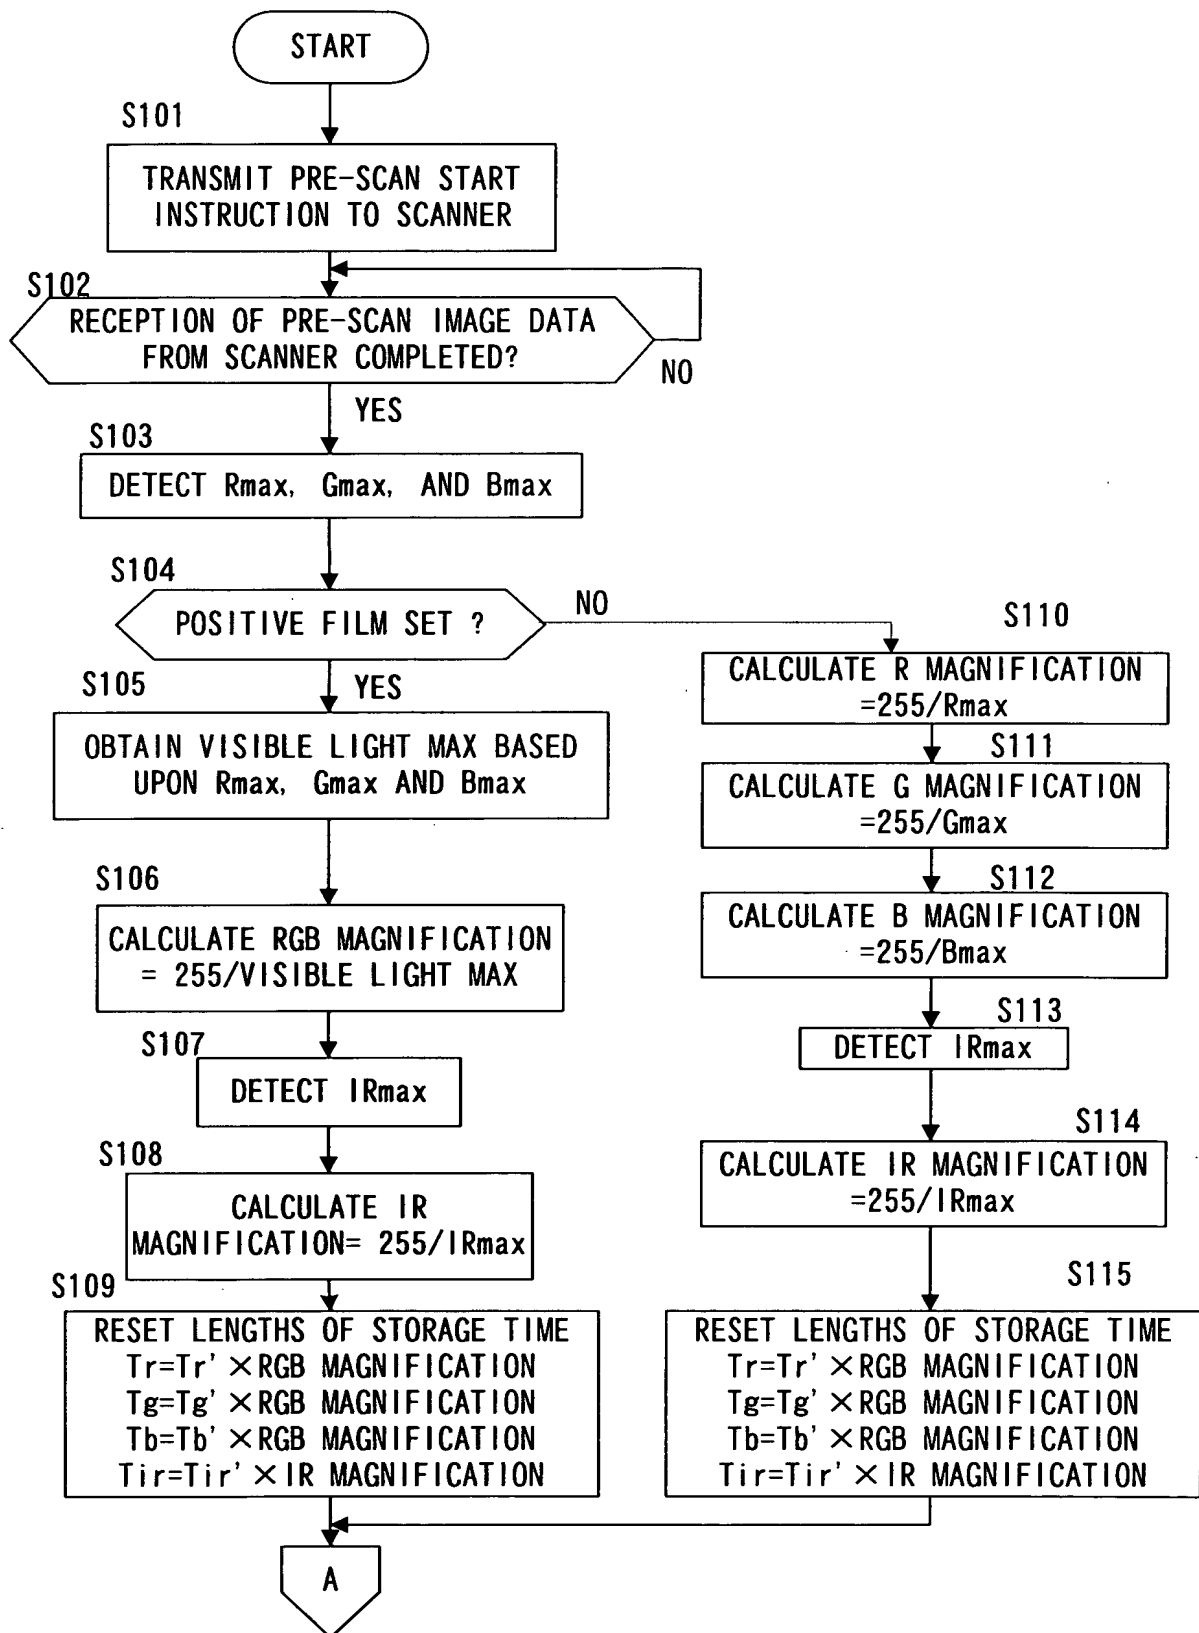 START
S101
TRANSMIT PRE-SCAN START
INSTRUCTION TO SCANNER
S102
RECEPTION OF PRE-SCAN IMAGE DATA
FROM SCANNER COMPLETED?
NO
YES
S103
DETECT Rmax, Gmax, AND Bmax
S104
POSITIVE FILM SET ?
NO
YES
S105
OBTAIN VISIBLE LIGHT MAX BASED
UPON Rmax, Gmax AND Bmax
S106
CALCULATE RGB MAGNIFICATION
= 255/VISIBLE LIGHT MAX
S107
DETECT IRmax
S108
CALCULATE IR
MAGNIFICATION= 255/IRmax
S109
RESET LENGTHS OF STORAGE TIME
Tr=Tr' ×RGB MAGNIFICATION
Tg=Tg' ×RGB MAGNIFICATION
Tb=Tb' ×RGB MAGNIFICATION
Tir=Tir' ×IR MAGNIFICATION
S110
CALCULATE R MAGNIFICATION
=255/Rmax
S111
CALCULATE G MAGNIFICATION
=255/Gmax
S112
CALCULATE B MAGNIFICATION
=255/Bmax
S113
DETECT IRmax
S114
CALCULATE IR MAGNIFICATION
=255/IRmax
S115
RESET LENGTHS OF STORAGE TIME
Tr=Tr' ×RGB MAGNIFICATION
Tg=Tg' ×RGB MAGNIFICATION
Tb=Tb' ×RGB MAGNIFICATION
Tir=Tir' ×IR MAGNIFICATION
A